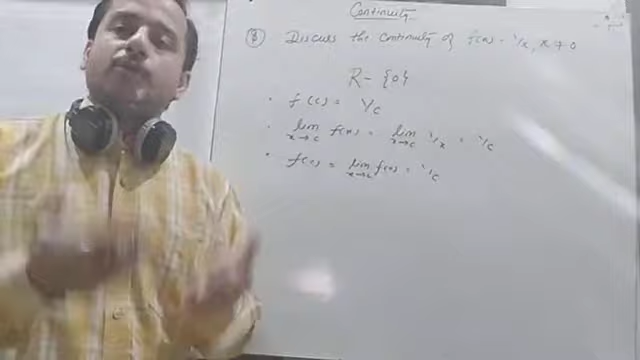 Continuity
Discuss the continuity of f(x) = 1/x, x ≠ 0
R - {0}
• f(c) = 1/c
• lim x→c f(x) = lim x→c 1/x = 1/c
• f(c) = lim x→c f(x) = 1/c